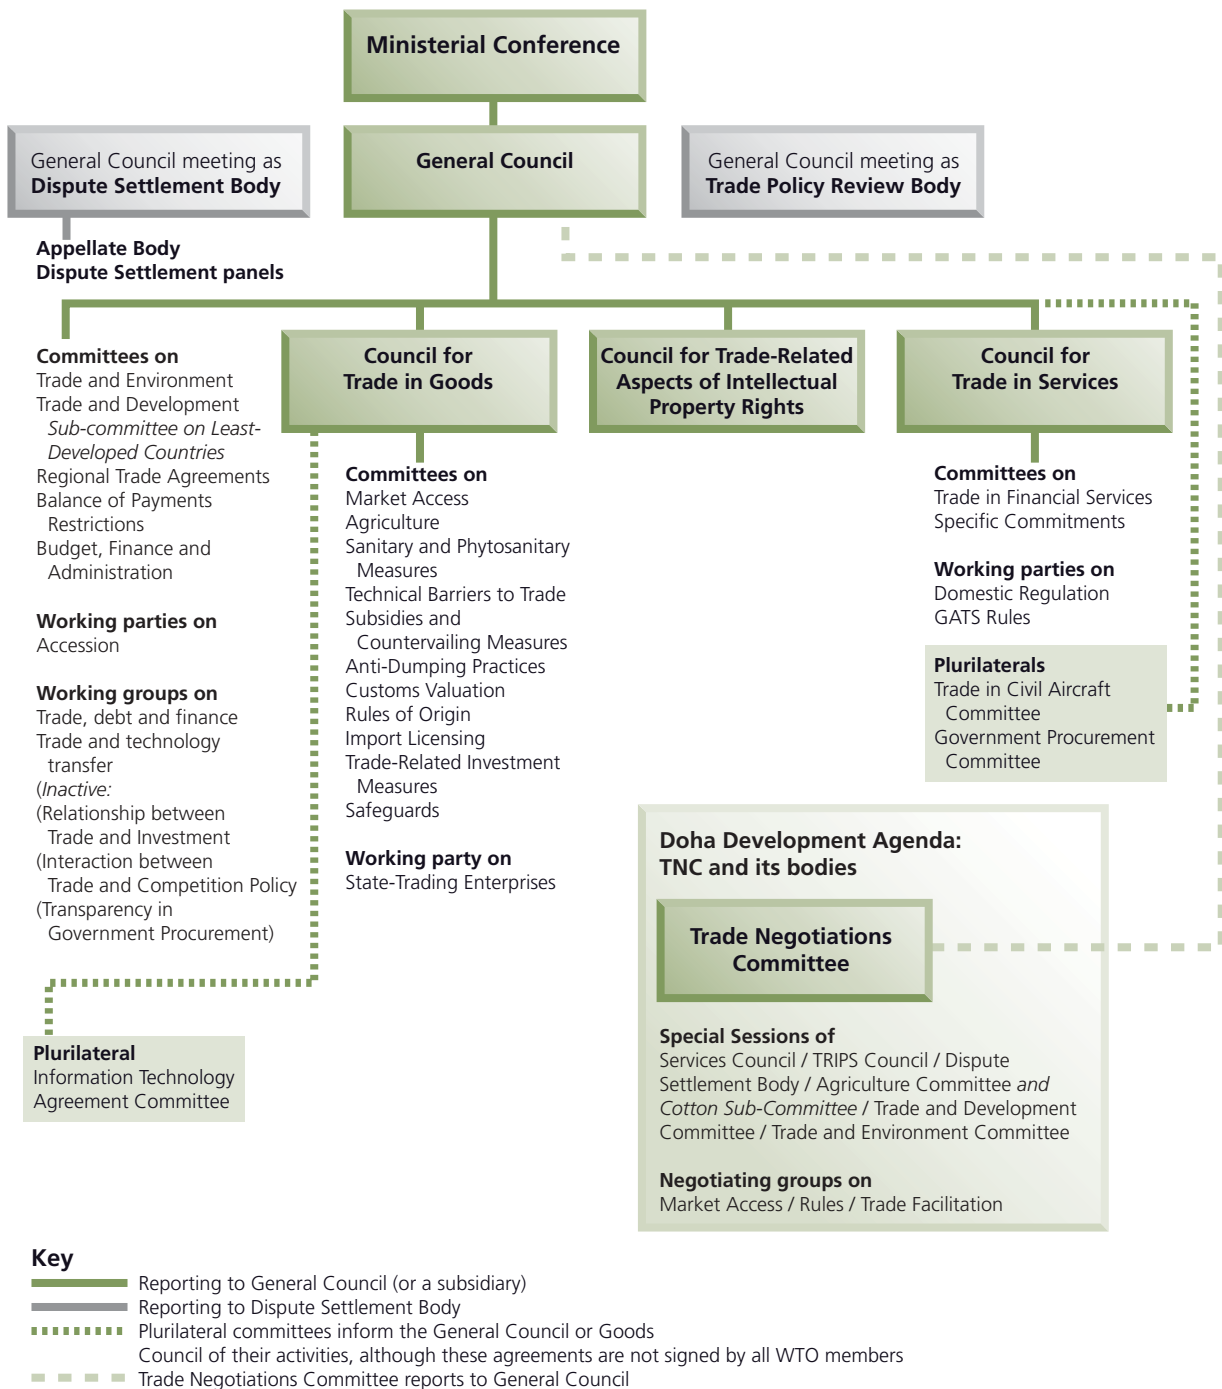 Ministerial Conference
General Council meeting as
Dispute Settlement Body
General Council
General Council meeting as
Trade Policy Review Body
Appellate Body
Dispute Settlement panels
Committees on
Trade and Environment
Trade and Development
Sub-committee on Least-
Developed Countries
Regional Trade Agreements
Balance of Payments
Restrictions
Budget, Finance and
Administration
Working parties on
Accession
Working groups on
Trade, debt and finance
Trade and technology
transfer
(Inactive:
(Relationship between
Trade and Investment
(Interaction between
Trade and Competition Policy
(Transparency in
Government Procurement)
Plurilateral
Information Technology
Agreement Committee
Council for
Trade in Goods
Committees on
Market Access
Agriculture
Sanitary and Phytosanitary
Measures
Technical Barriers to Trade
Subsidies and
Countervailing Measures
Anti-Dumping Practices
Customs Valuation
Rules of Origin
Import Licensing
Trade-Related Investment
Measures
Safeguards
Working party on
State-Trading Enterprises
Council for Trade-Related
Aspects of Intellectual
Property Rights
Council for
Trade in Services
Committees on
Trade in Financial Services
Specific Commitments
Working parties on
Domestic Regulation
GATS Rules
Plurilaterals
Trade in Civil Aircraft
Committee
Government Procurement
Committee
Doha Development Agenda:
TNC and its bodies
Trade Negotiations
Committee
Special Sessions of
Services Council / TRIPS Council / Dispute
Settlement Body / Agriculture Committee and
Cotton Sub-Committee / Trade and Development
Committee / Trade and Environment Committee
Negotiating groups on
Market Access / Rules / Trade Facilitation
Key
Reporting to General Council (or a subsidiary)
Reporting to Dispute Settlement Body
Plurilateral committees inform the General Council or Goods
Council of their activities, although these agreements are not signed by all WTO members
Trade Negotiations Committee reports to General Council